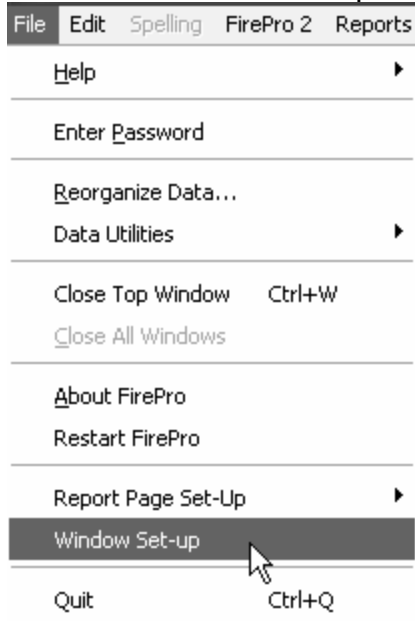 File Edit Spelling FirePro 2 Reports
Help
Enter Password
Reorganize Data...
Data Utilities
Close Top Window Ctrl+W
Close All Windows
About FirePro
Restart FirePro
Report Page Set-Up
Window Set-up
Quit Ctrl+Q